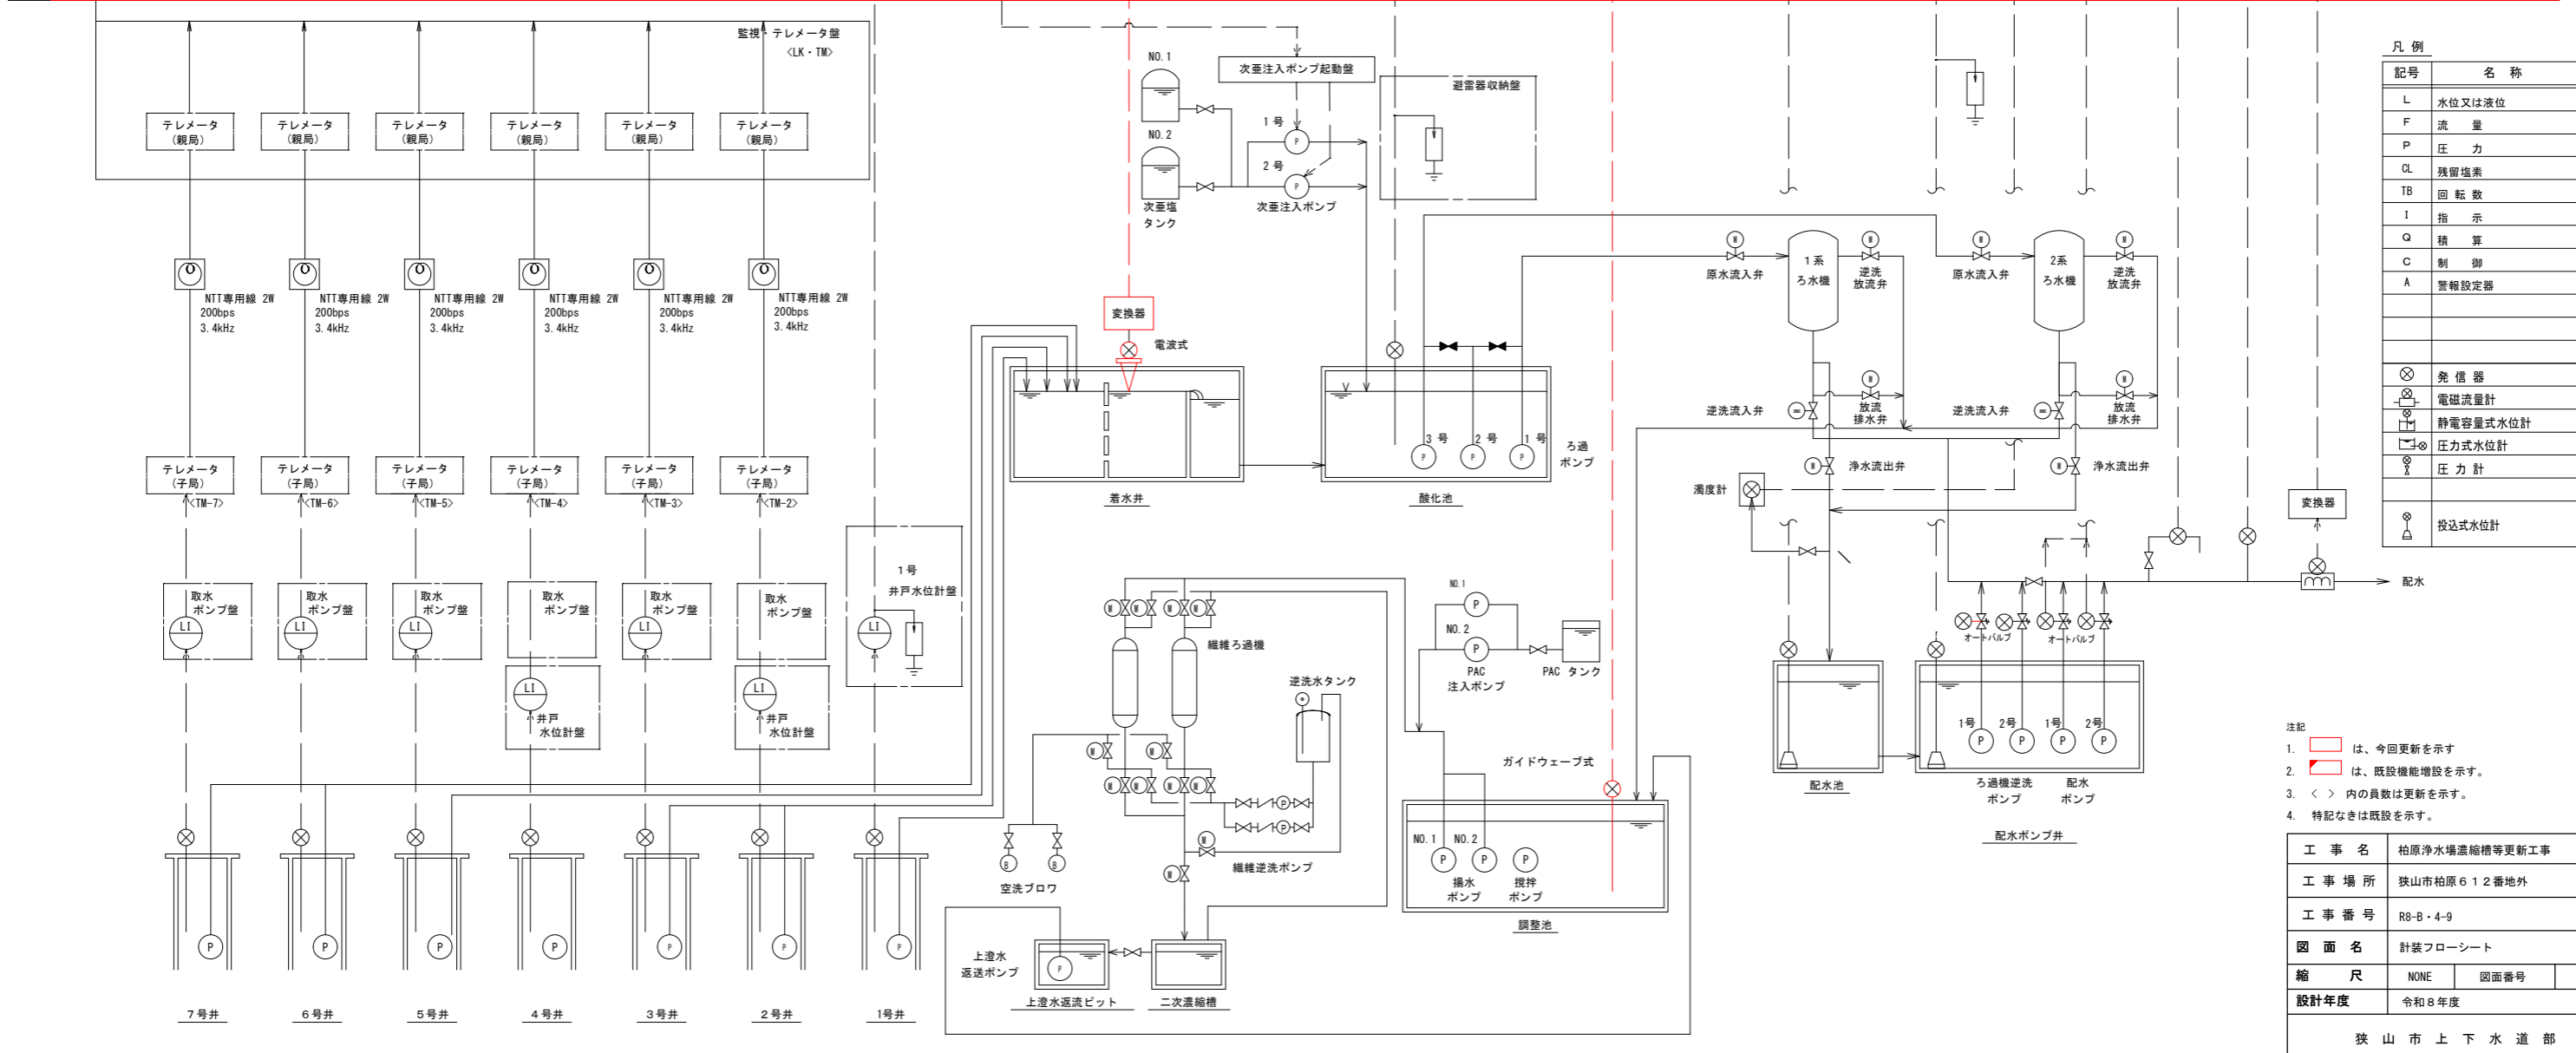 監視・テレメータ盤
<LK・TM>
テレメータ
(親局)
テレメータ
(親局)
テレメータ
(親局)
テレメータ
(親局)
テレメータ
(親局)
テレメータ
(親局)
NTT専用線 2W
200bps
3.4kHz
NTT専用線 2W
200bps
3.4kHz
NTT専用線 2W
200bps
3.4kHz
NTT専用線 2W
200bps
3.4kHz
NTT専用線 2W
200bps
3.4kHz
NTT専用線 2W
200bps
3.4kHz
テレメータ
(子局)
<TM-7>
テレメータ
(子局)
<TM-6>
テレメータ
(子局)
<TM-5>
テレメータ
(子局)
<TM-4>
テレメータ
(子局)
<TM-3>
テレメータ
(子局)
<TM-2>
取水
ポンプ盤
LI
取水
ポンプ盤
LI
取水
ポンプ盤
LI
取水
ポンプ盤
LI
井戸
水位計盤
取水
ポンプ盤
LI
取水
ポンプ盤
LI
井戸
水位計盤
1号
井戸水位計盤
LI
P
P
P
P
P
P
P
7号井
6号井
5号井
4号井
3号井
2号井
1号井
NO.1
NO.2
次亜塩
タンク
次亜注入ポンプ起動盤
1号
P
2号
P
次亜注入ポンプ
避雷器収納盤
変換器
電波式
着水井
3号
2号
1号
P
P
P
ろ過
ポンプ
酸化池
M
原水流入弁
1系
ろ水機
M
逆洗
放流弁
M
原水流入弁
2系
ろ水機
M
逆洗
放流弁
逆洗流入弁
M
M
放流
排水弁
逆洗流入弁
M
M
放流
排水弁
M
浄水流出弁
M
浄水流出弁
濁度計
変換器
配水
オートバルブ
オートバルブ
1号
2号
1号
2号
P
P
P
P
配水池
ろ過機逆洗
ポンプ
配水
ポンプ
配水ポンプ井
M
M
M
M
繊維ろ過機
M
M
M
M
M
M
逆洗水タンク
P
P
M
繊維逆洗ポンプ
M
B
B
空洗ブロワ
NO.1
P
NO.2
P
PAC
注入ポンプ
PAC タンク
ガイドウェーブ式
NO.1
NO.2
P
P
P
揚水
ポンプ
撹拌
ポンプ
調整池
上澄水
返送ポンプ
P
上澄水返流ピット
二次濃縮槽
凡 例
記号 名 称
L 水位又は液位
F 流 量
P 圧 力
CL 残留塩素
TB 回 転 数
I 指 示
Q 積 算
C 制 御
A 警報設定器
発 信 器
電磁流量計
静電容量式水位計
圧力式水位計
圧 力 計
投込式水位計
注記
1. は、今回更新を示す
2. は、既設機能増設を示す。
3. < > 内の員数は更新を示す。
4. 特記なきは既設を示す。
工 事 名 柏原浄水場濃縮槽等更新工事
工 事 場 所 狭山市柏原612番地外
工 事 番 号 R8-B・4-9
図 面 名 計装フローシート
縮 尺 NONE 図面番号
設計年度 令和8年度
狭 山 市 上 下 水 道 部